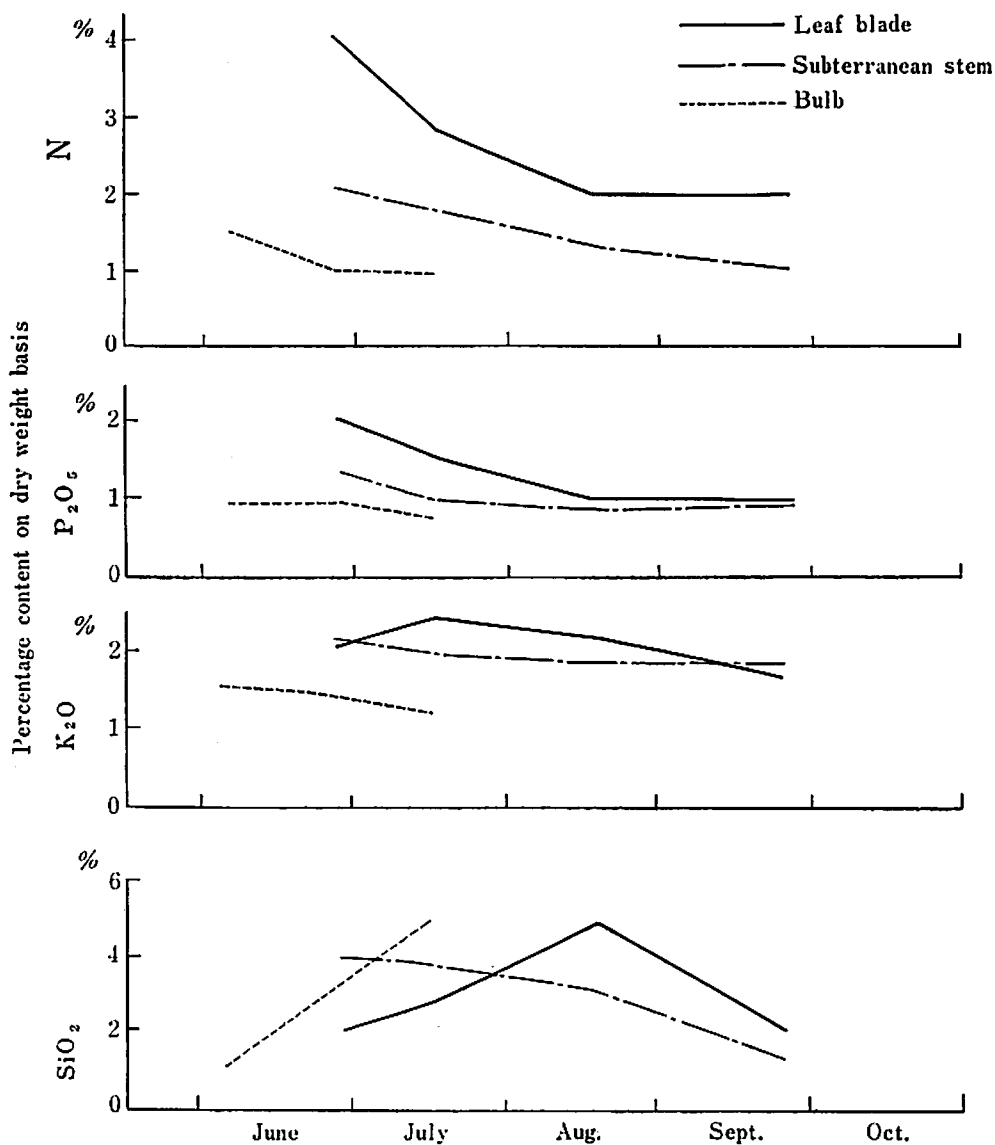 %
4
3
2
1
0
N
Leaf blade
Subterranean stem
Bulb
Percentage content on dry weight basis
%
2
1
0
P₂O₅
%
2
1
0
K₂O
%
6
4
2
0
SiO₂
June July Aug. Sept. Oct.